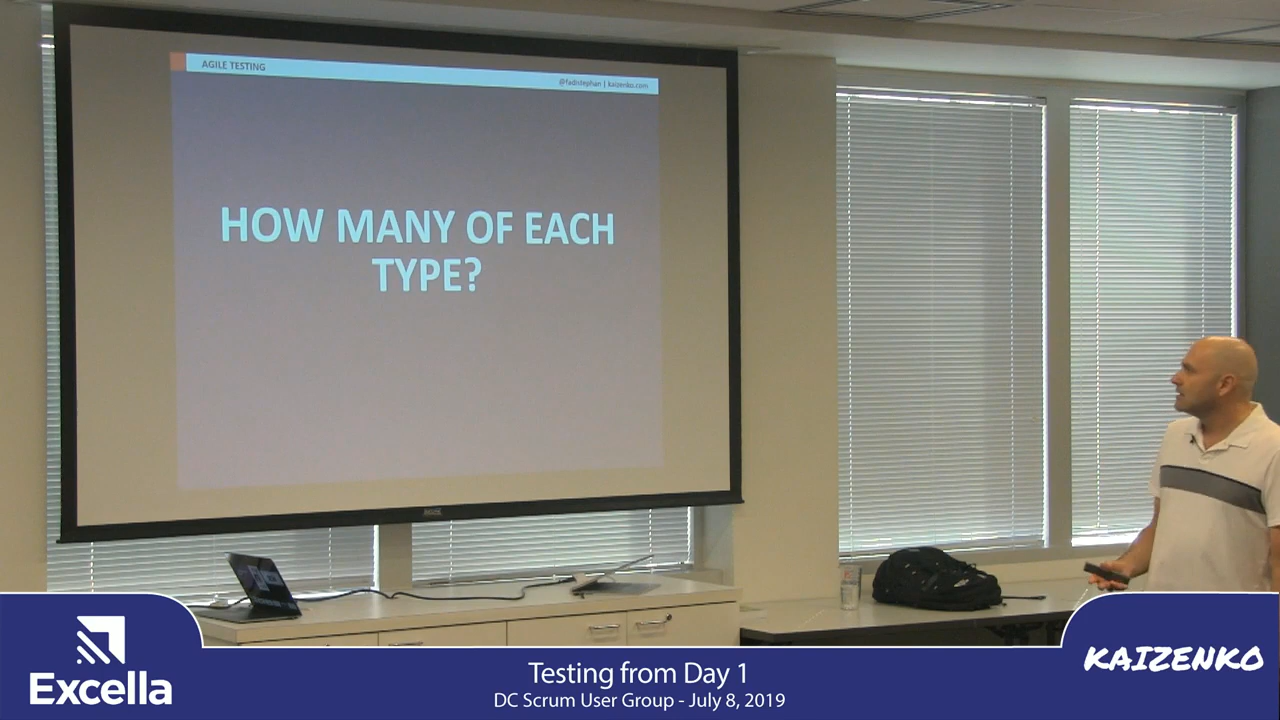 AGILE TESTING
@fadistephan | kaizenko.com
HOW MANY OF EACH
TYPE?
Excella
Testing from Day 1
DC Scrum User Group - July 8, 2019
KAIZENKO